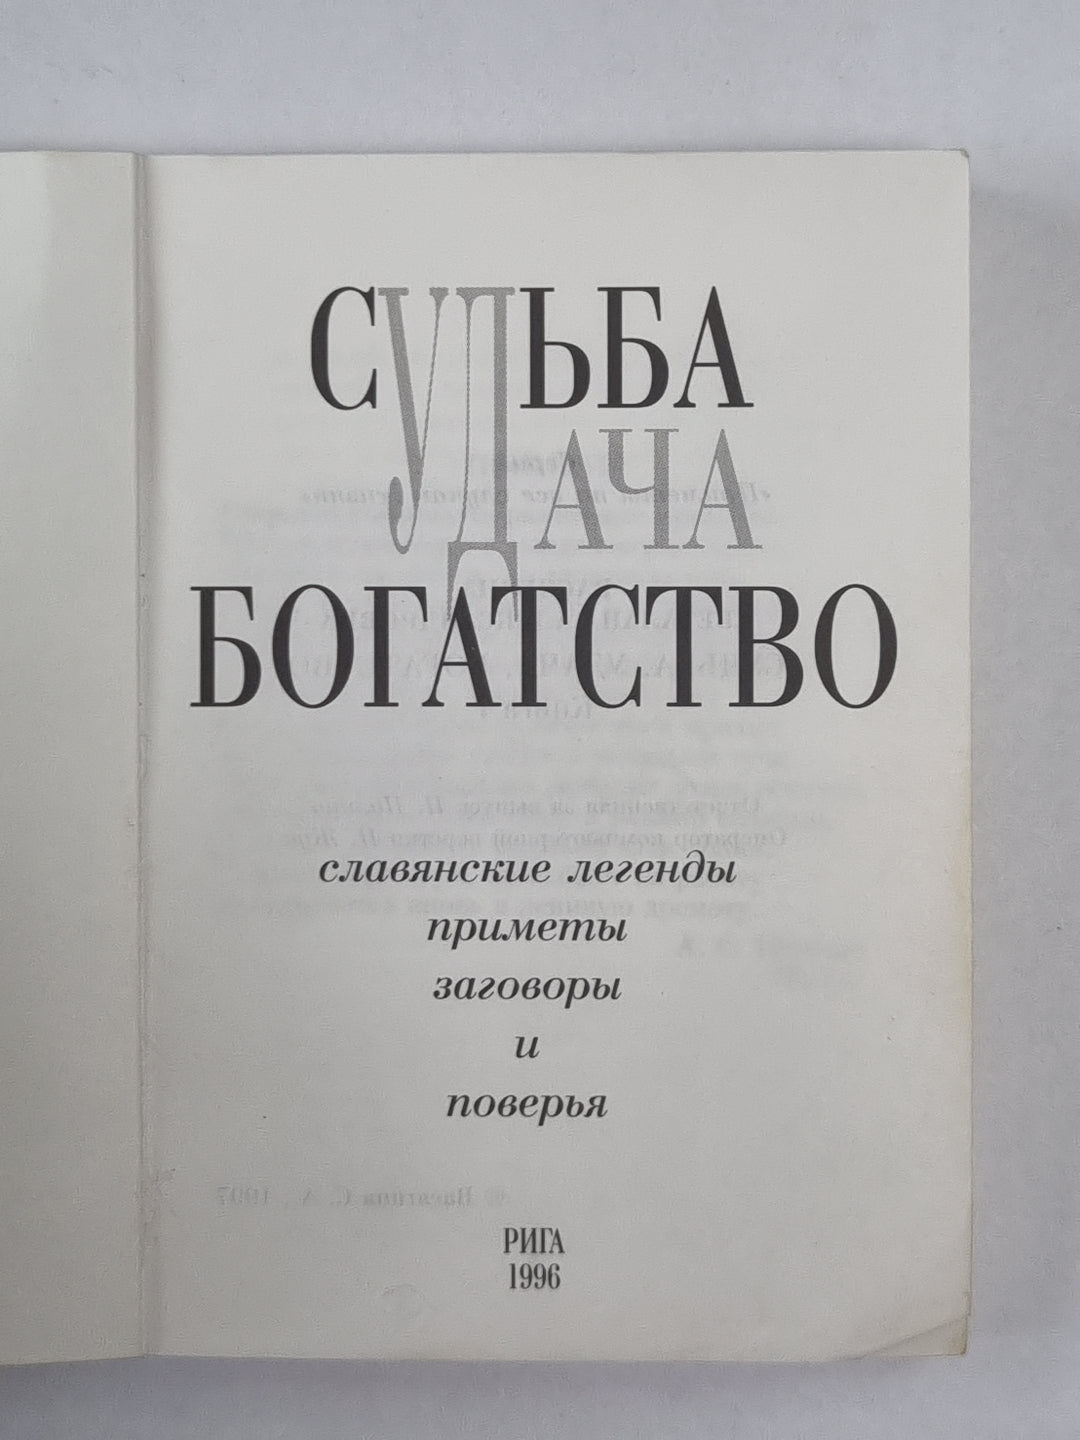 СУДЬБА
УДАЧА
БОГАТСТВО
славянские легенды
приметы
заговоры
и
поверья
РИГА
1996